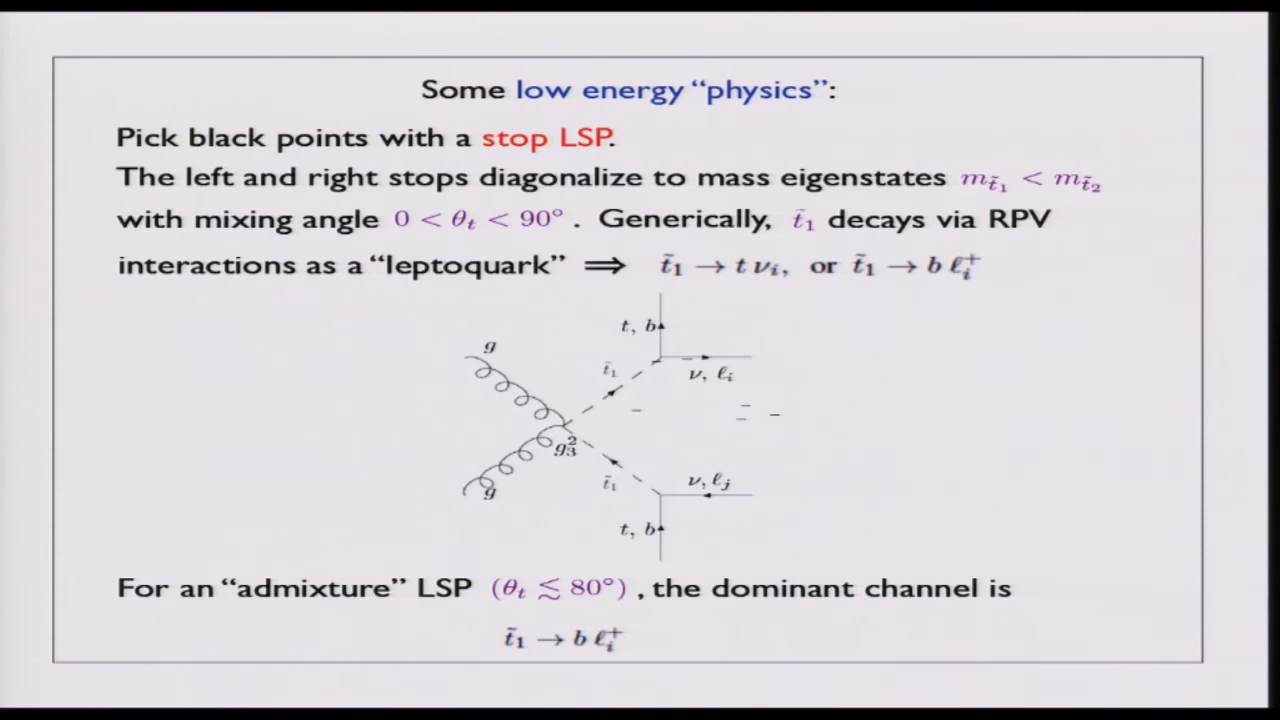 Some low energy “physics”:
Pick black points with a stop LSP.
The left and right stops diagonalize to mass eigenstates m_{t̃₁} < m_{t̃₂}
with mixing angle 0 < θ_t < 90° . Generically, t̃₁ decays via RPV
interactions as a “leptoquark” ⟹ t̃₁ → t ν_i, or t̃₁ → b ℓ_i⁺
t, b
g
t̃₁
ν, ℓ_i
g₃²
g
t̃₁
ν, ℓ_j
t, b
For an “admixture” LSP (θ_t ≲ 80°) , the dominant channel is
t̃₁ → b ℓ_i⁺